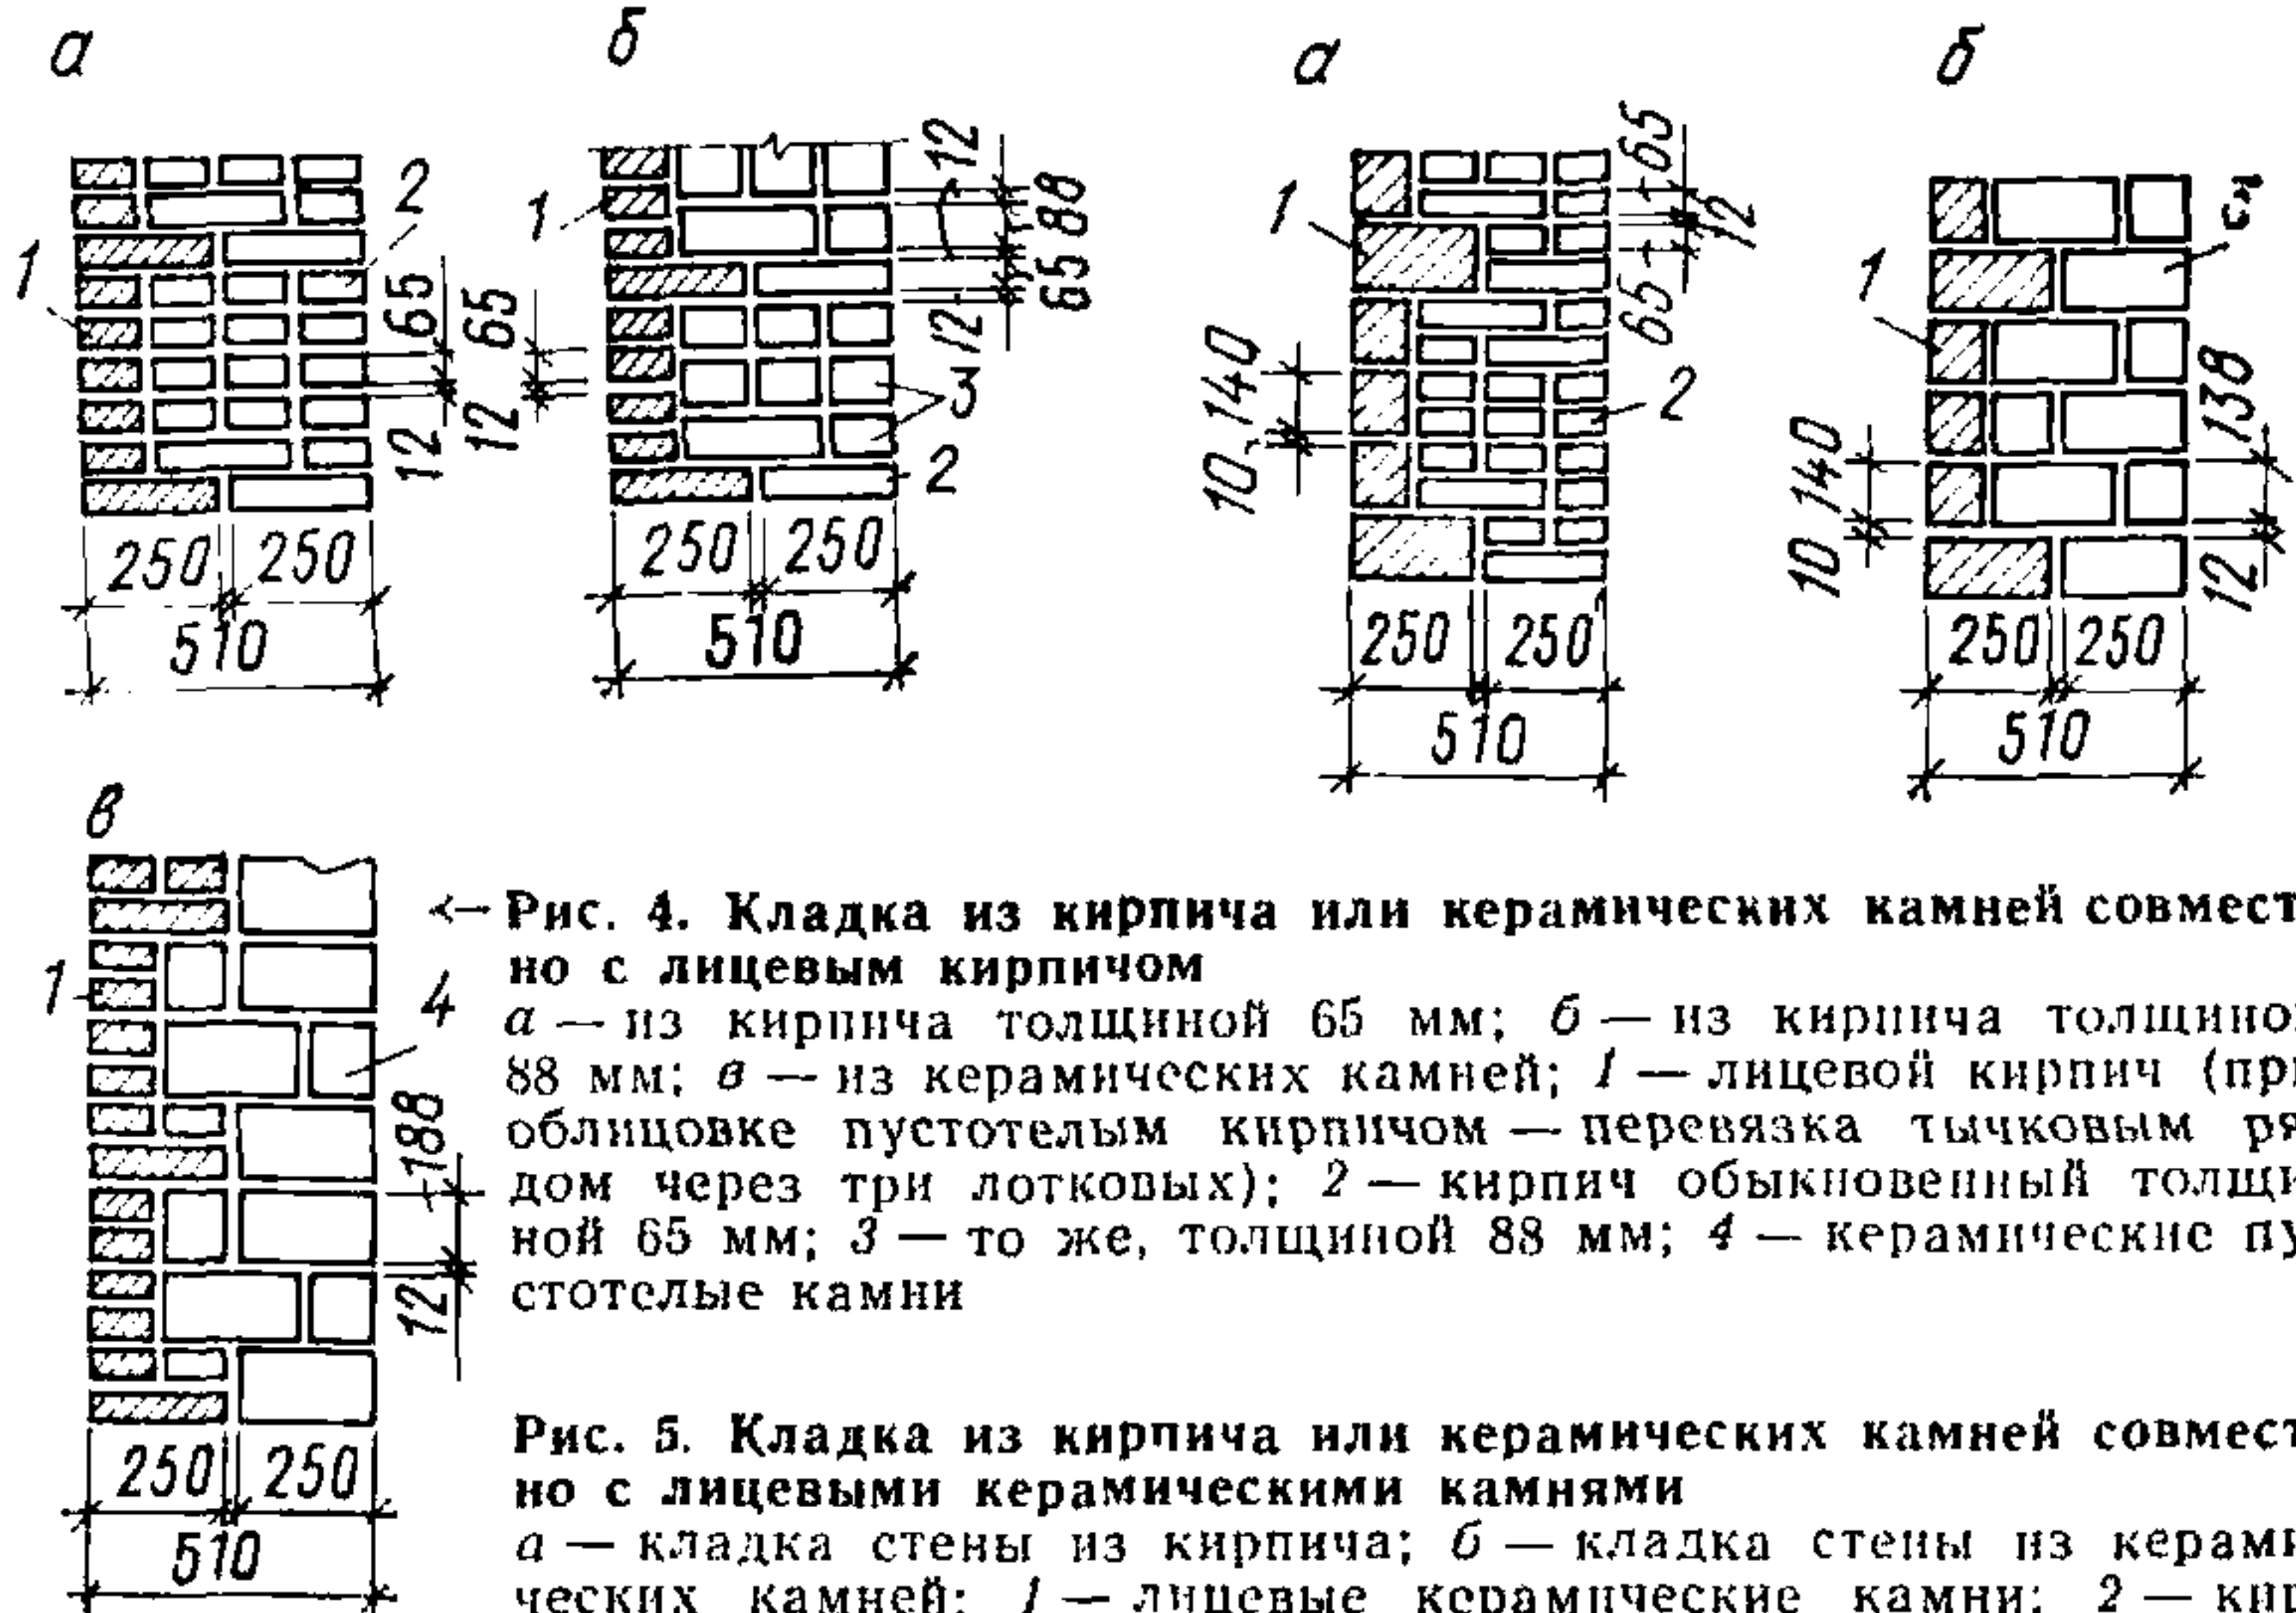 а
б
а
б
1
2
65
12
65
12
1
12
88
65
12
3
2
250
250
510
250
250
510
1
65
12
65
140
10
2
250
250
510
1
140
10
138
12
250
250
510
в
1
4
188
12
250
250
510
Рис. 4. Кладка из кирпича или керамических камней совмест
но с лицевым кирпичом
а — из кирпича толщиной 65 мм; б — из кирпича толщино
88 мм; в — из керамических камней; 1 — лицевой кирпич (пр
облицовке пустотелым кирпичом — перевязка тычковым ря
дом через три лотковых); 2 — кирпич обыкновенный толщи
ной 65 мм; 3 — то же, толщиной 88 мм; 4 — керамические пу
стотелые камни
Рис. 5. Кладка из кирпича или керамических камней совмест
но с лицевыми керамическими камнями
а — кладка стены из кирпича; б — кладка стены из керами
ческих камней; 1 — лицевые керамические камни; 2 — кир